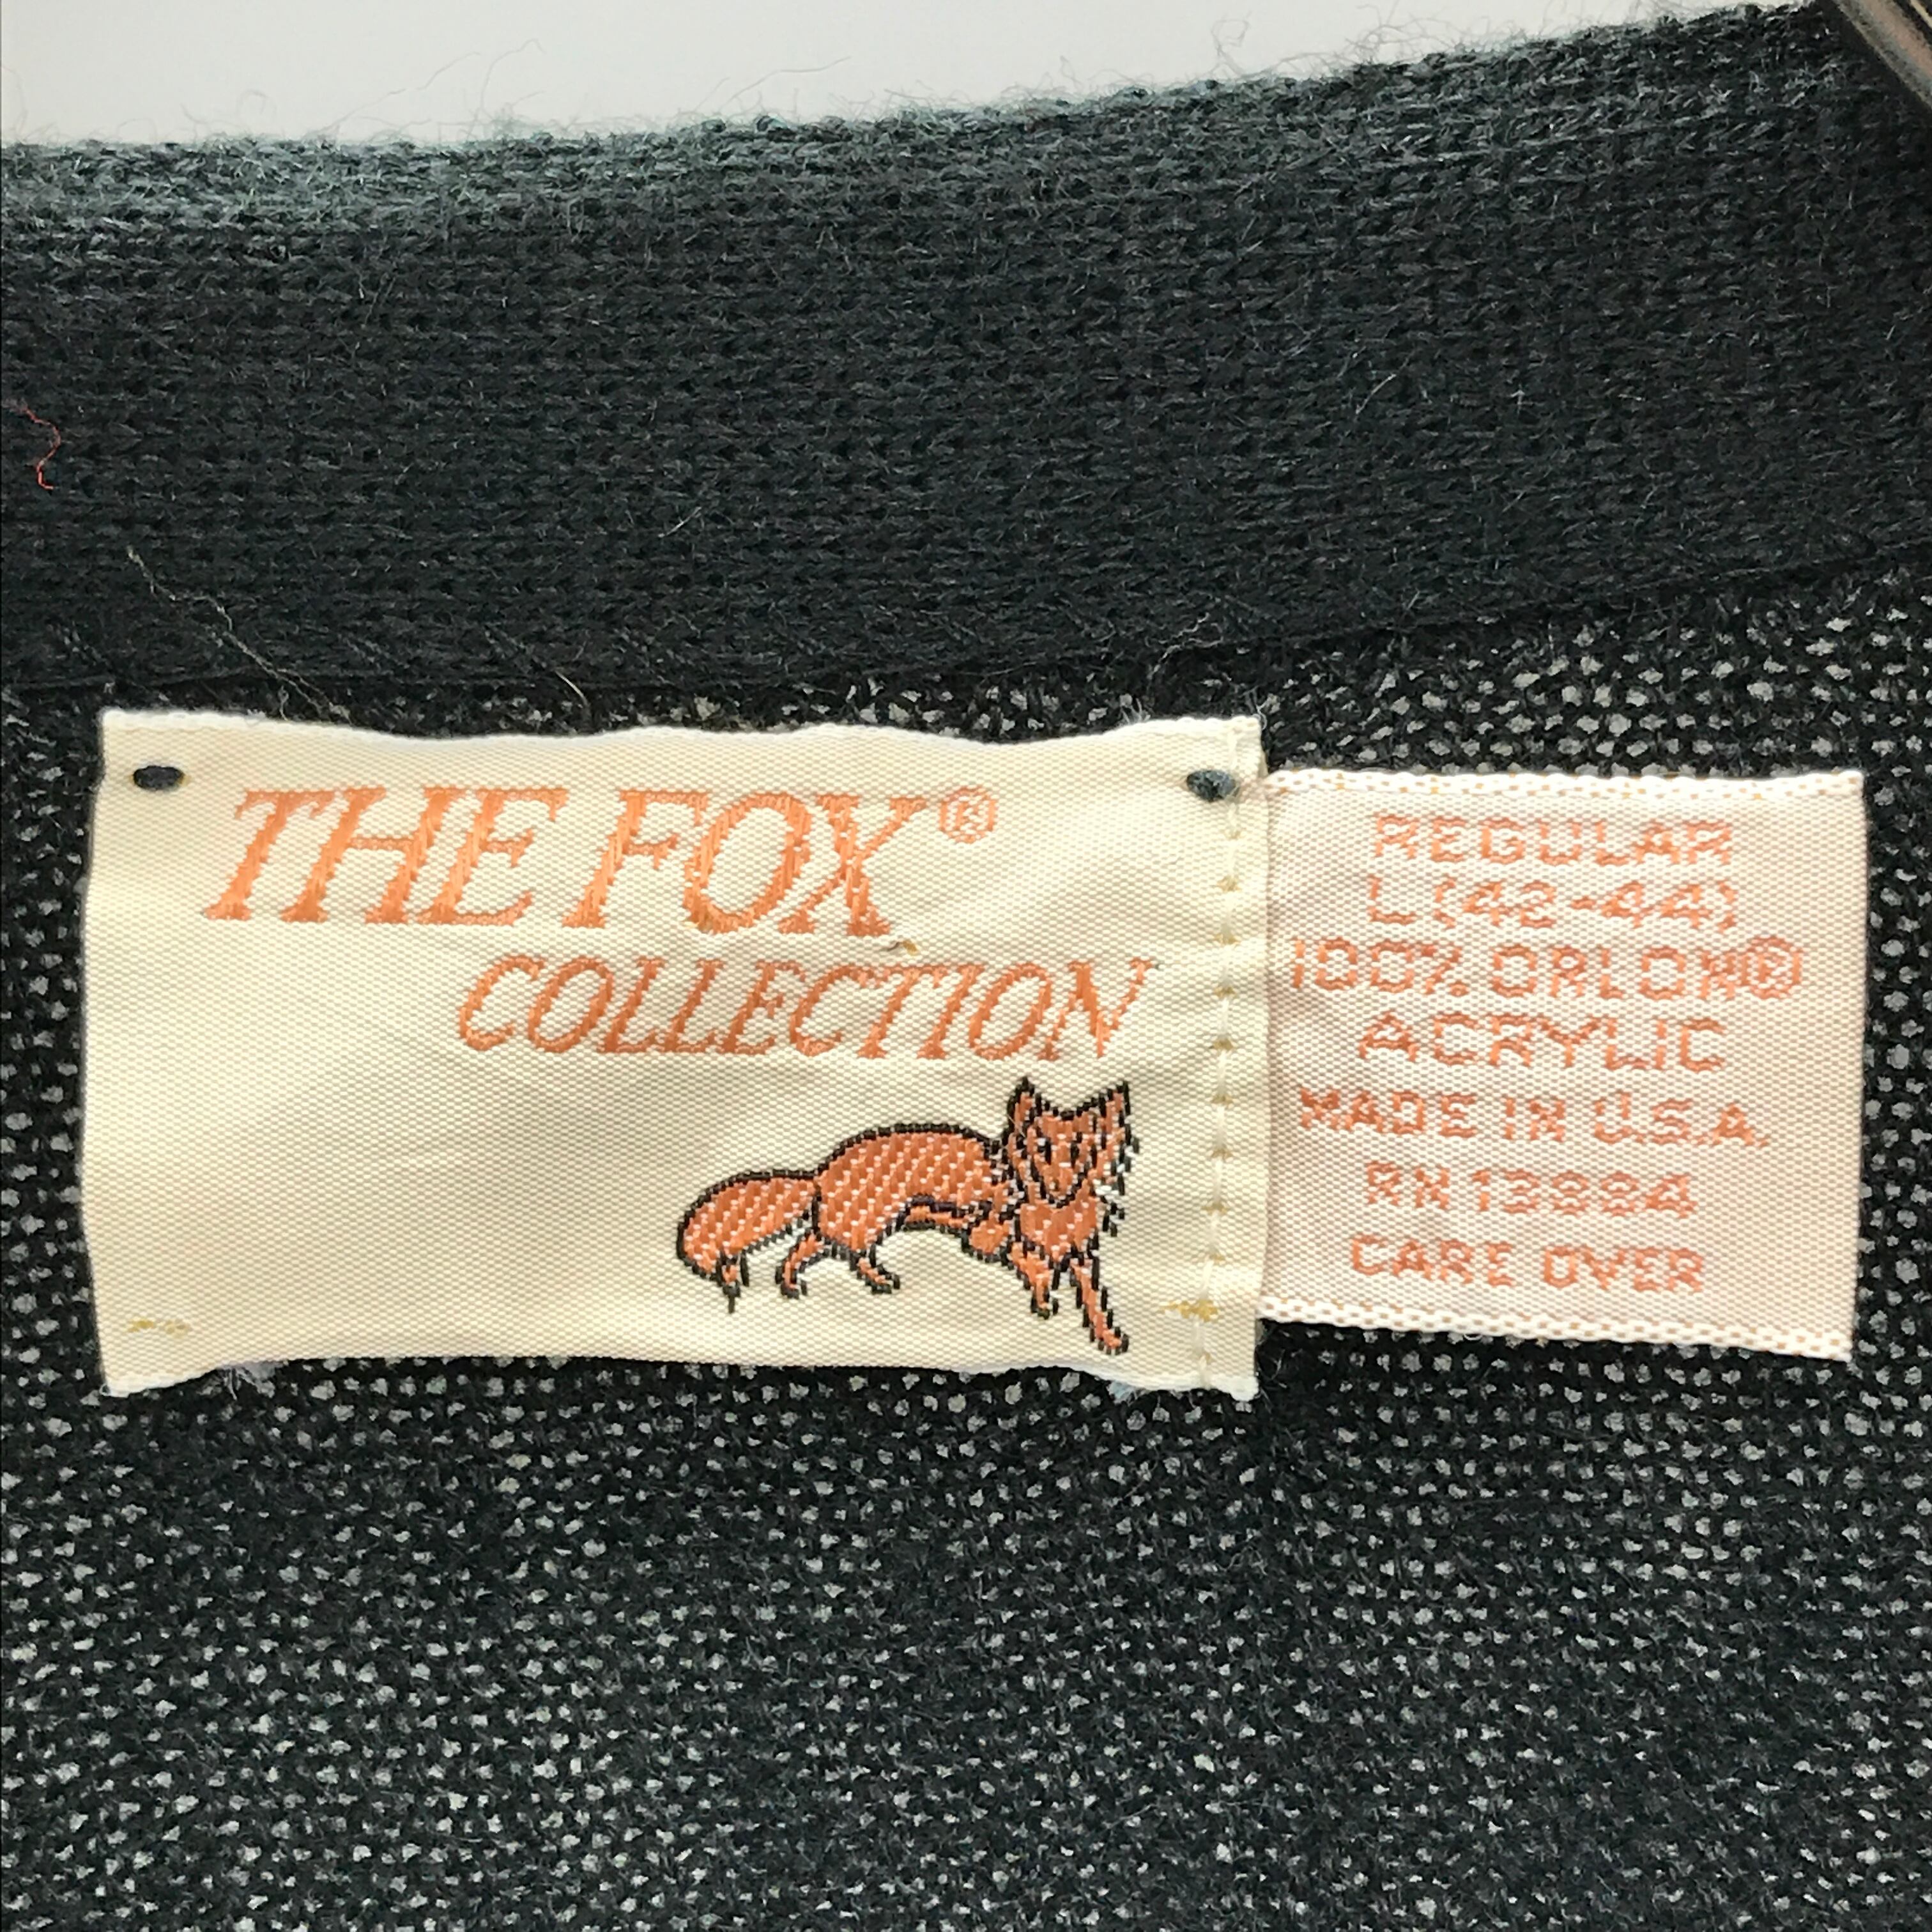 THE FOX®
COLLECTION
REGULAR
L (42-44)
100% ORLON®
ACRYLIC
MADE IN U.S.A.
RN 13884
CARE OVER